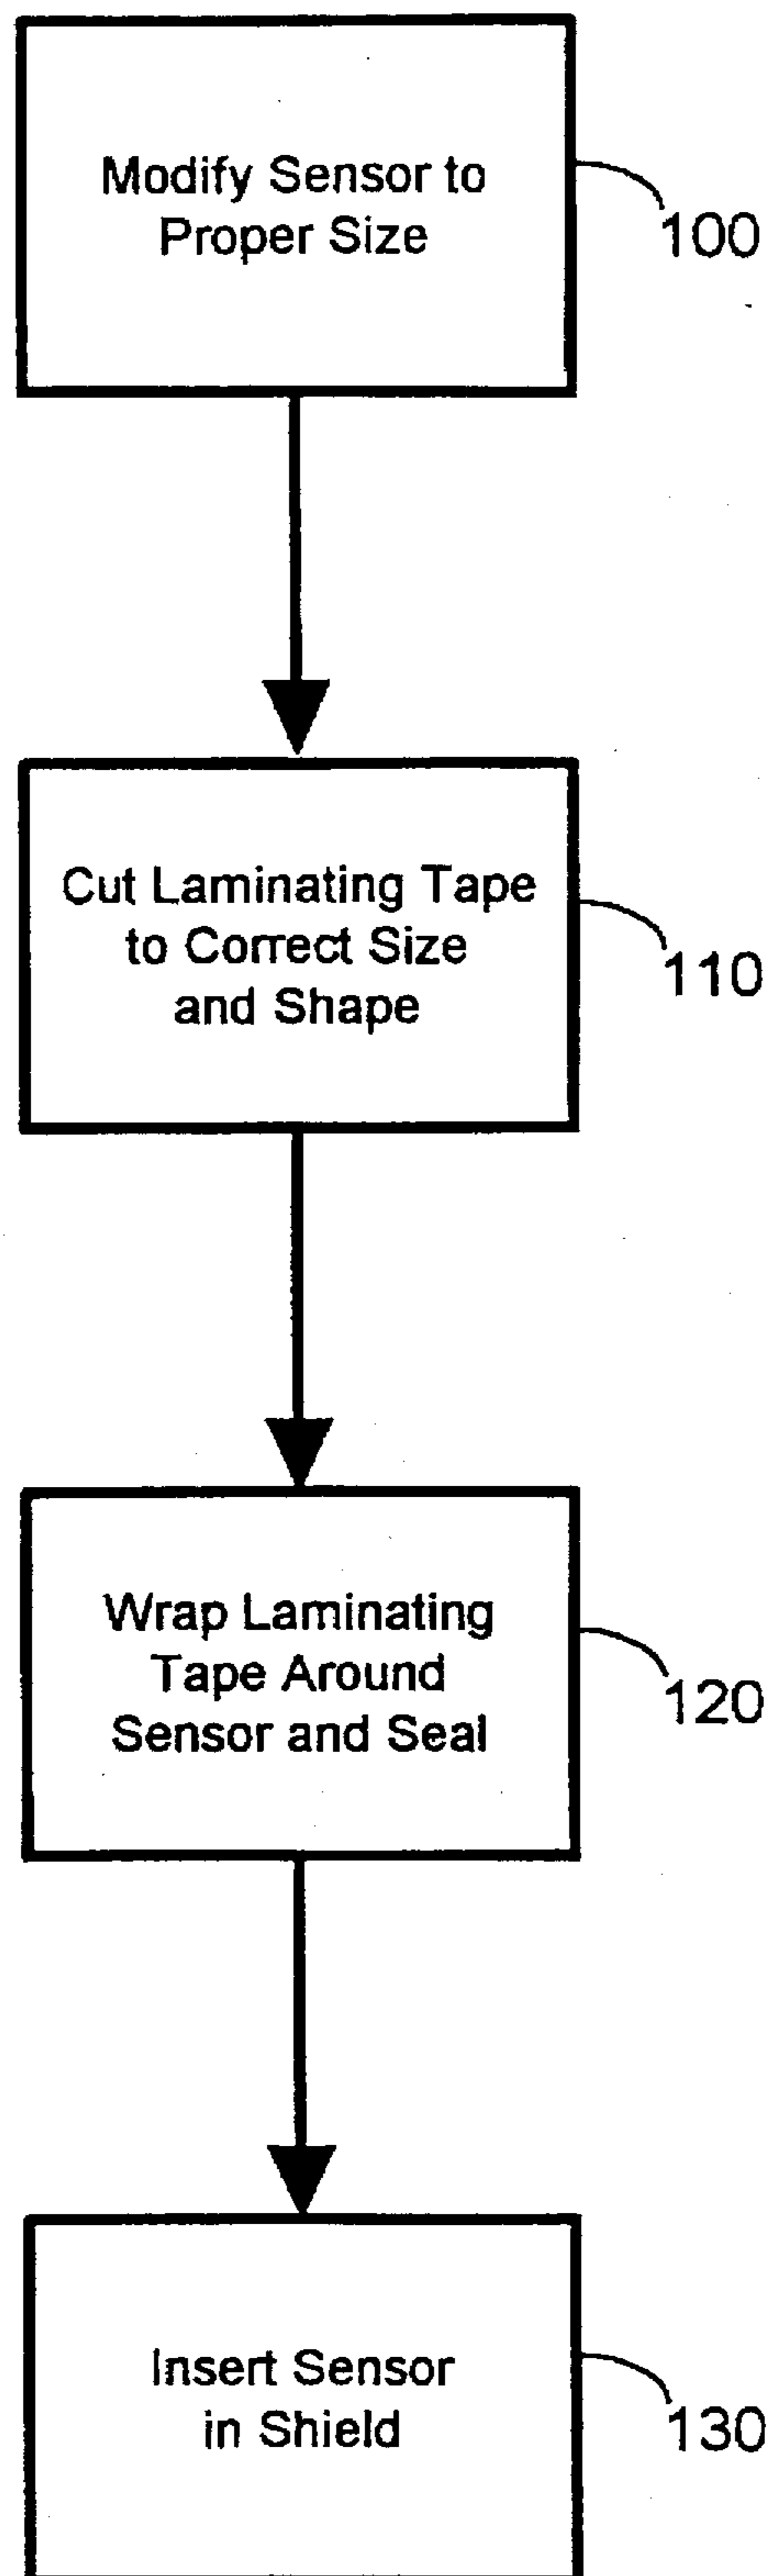 Modify Sensor to
Proper Size
100
Cut Laminating Tape
to Correct Size
and Shape
110
Wrap Laminating
Tape Around
Sensor and Seal
120
Insert Sensor
in Shield
130